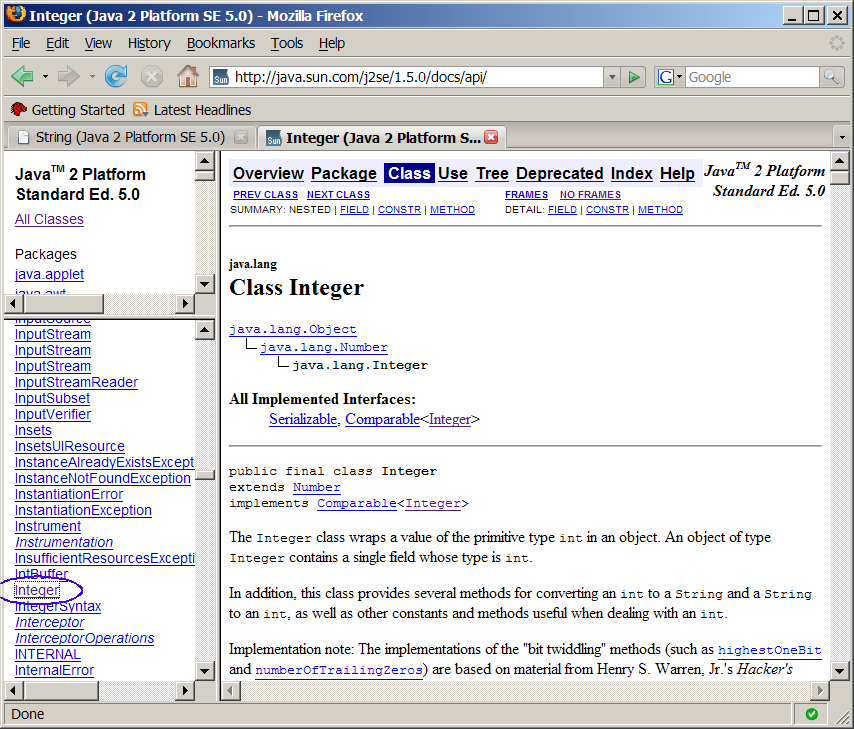 Integer (Java 2 Platform SE 5.0) - Mozilla Firefox
File Edit View History Bookmarks Tools Help
Sun http://java.sun.com/j2se/1.5.0/docs/api/ G Google
Getting Started Latest Headlines
String (Java 2 Platform SE 5.0) Sun Integer (Java 2 Platform S...
Java™ 2 Platform
Standard Ed. 5.0
All Classes
Packages
java.applet
java.awt
InputSource
InputStream
InputStream
InputStream
InputStreamReader
InputSubset
InputVerifier
Insets
InsetsUIResource
InstanceAlreadyExistsExcept
InstanceNotFoundException
InstantiationError
InstantiationException
Instrument
Instrumentation
InsufficientResourcesExcepti
IntBuffer
Integer
IntegerSyntax
Interceptor
InterceptorOperations
INTERNAL
InternalError
Overview Package Class Use Tree Deprecated Index Help
Java™ 2 Platform
Standard Ed. 5.0
PREV CLASS NEXT CLASS FRAMES NO FRAMES
SUMMARY: NESTED | FIELD | CONSTR | METHOD DETAIL: FIELD | CONSTR | METHOD
java.lang
Class Integer
java.lang.Object
java.lang.Number
java.lang.Integer
All Implemented Interfaces:
Serializable, Comparable<Integer>
public final class Integer
extends Number
implements Comparable<Integer>
The Integer class wraps a value of the primitive type int in an object. An object of type
Integer contains a single field whose type is int.
In addition, this class provides several methods for converting an int to a String and a String
to an int, as well as other constants and methods useful when dealing with an int.
Implementation note: The implementations of the "bit twiddling" methods (such as highestOneBit
and numberOfTrailingZeros) are based on material from Henry S. Warren, Jr.'s Hacker's
Done